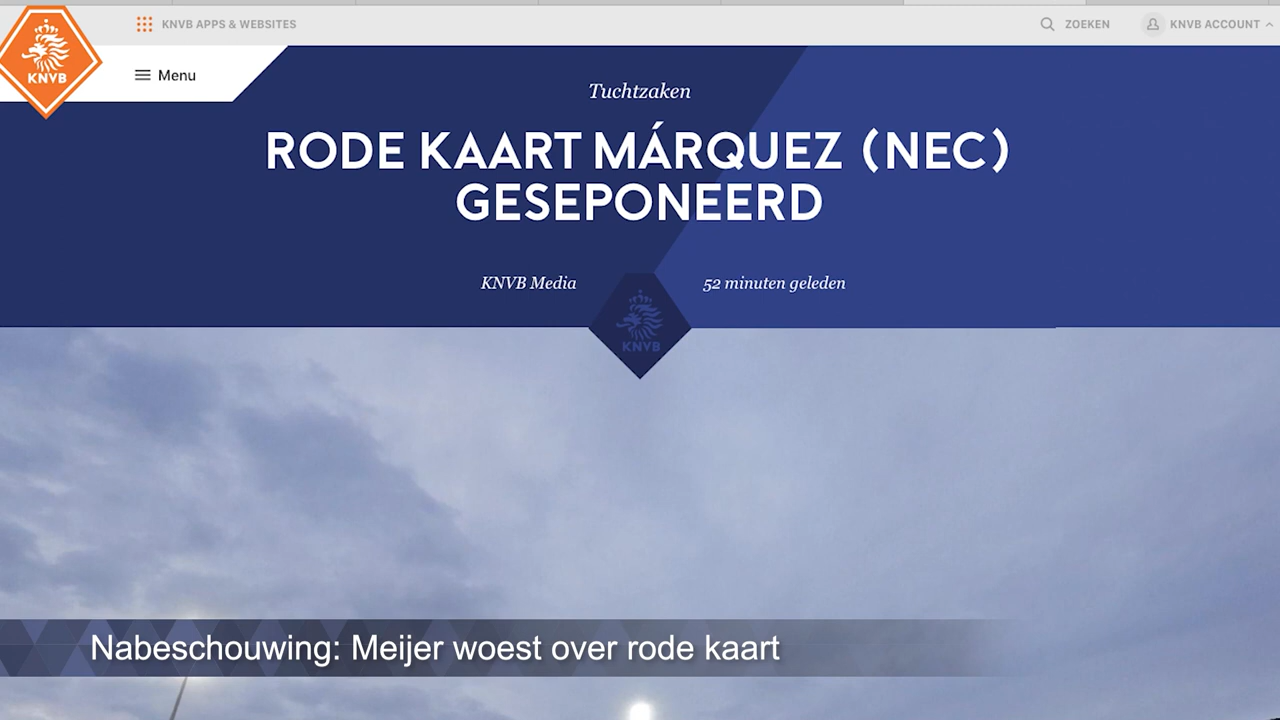 KNVB APPS & WEBSITES
ZOEKEN
KNVB ACCOUNT
KNVB
Menu
Tuchtzaken
RODE KAART MÁRQUEZ (NEC)
GESEPONEERD
KNVB Media
52 minuten geleden
KNVB
Nabeschouwing: Meijer woest over rode kaart